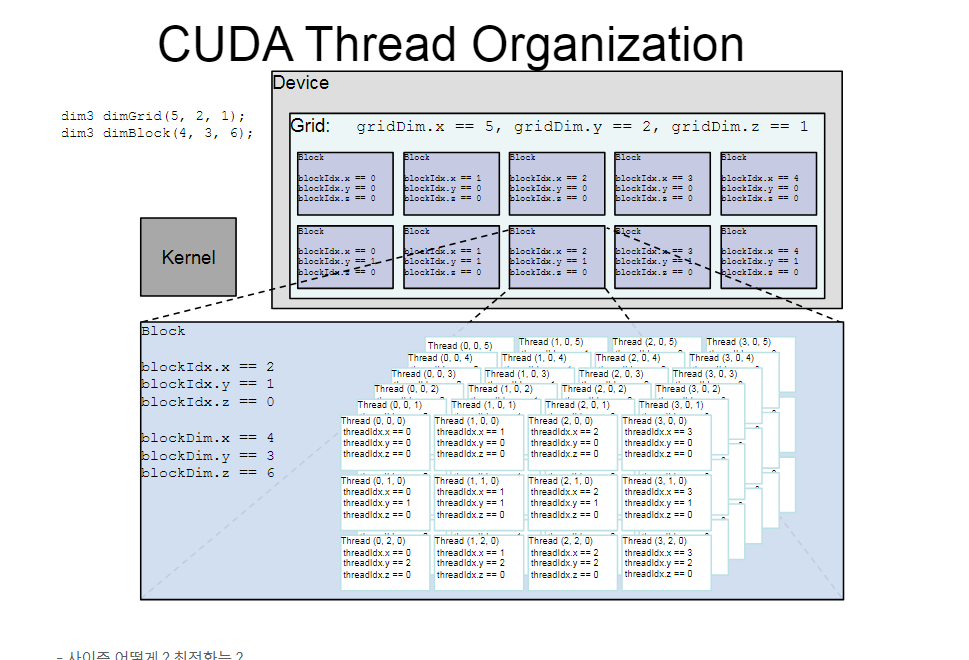 CUDA Thread Organization
Device
dim3 dimGrid(5, 2, 1);
dim3 dimBlock(4, 3, 6);
Grid: gridDim.x == 5, gridDim.y == 2, gridDim.z == 1
Block
blockIdx.x == 0
blockIdx.y == 0
blockIdx.z == 0
Block
blockIdx.x == 1
blockIdx.y == 0
blockIdx.z == 0
Block
blockIdx.x == 2
blockIdx.y == 0
blockIdx.z == 0
Block
blockIdx.x == 3
blockIdx.y == 0
blockIdx.z == 0
Block
blockIdx.x == 4
blockIdx.y == 0
blockIdx.z == 0
Block
blockIdx.x == 0
blockIdx.y == 1
blockIdx.z == 0
Block
blockIdx.x == 1
blockIdx.y == 1
blockIdx.z == 0
Block
blockIdx.x == 2
blockIdx.y == 1
blockIdx.z == 0
Block
blockIdx.x == 3
blockIdx.y == 1
blockIdx.z == 0
Block
blockIdx.x == 4
blockIdx.y == 1
blockIdx.z == 0
Kernel
Block
blockIdx.x == 2
blockIdx.y == 1
blockIdx.z == 0
blockDim.x == 4
blockDim.y == 3
blockDim.z == 6
Thread (0, 0, 5)
Thread (1, 0, 5)
Thread (2, 0, 5)
Thread (3, 0, 5)
Thread (0, 0, 4)
Thread (1, 0, 4)
Thread (2, 0, 4)
Thread (3, 0, 4)
Thread (0, 0, 3)
Thread (1, 0, 3)
Thread (2, 0, 3)
Thread (3, 0, 3)
Thread (0, 0, 2)
Thread (1, 0, 2)
Thread (2, 0, 2)
Thread (3, 0, 2)
Thread (0, 0, 1)
Thread (1, 0, 1)
Thread (2, 0, 1)
Thread (3, 0, 1)
Thread (0, 0, 0)
threadIdx.x == 0
threadIdx.y == 0
threadIdx.z == 0
Thread (1, 0, 0)
threadIdx.x == 1
threadIdx.y == 0
threadIdx.z == 0
Thread (2, 0, 0)
threadIdx.x == 2
threadIdx.y == 0
threadIdx.z == 0
Thread (3, 0, 0)
threadIdx.x == 3
threadIdx.y == 0
threadIdx.z == 0
Thread (0, 1, 0)
threadIdx.x == 0
threadIdx.y == 1
threadIdx.z == 0
Thread (1, 1, 0)
threadIdx.x == 1
threadIdx.y == 1
threadIdx.z == 0
Thread (2, 1, 0)
threadIdx.x == 2
threadIdx.y == 1
threadIdx.z == 0
Thread (3, 1, 0)
threadIdx.x == 3
threadIdx.y == 1
threadIdx.z == 0
Thread (0, 2, 0)
threadIdx.x == 0
threadIdx.y == 2
threadIdx.z == 0
Thread (1, 2, 0)
threadIdx.x == 1
threadIdx.y == 2
threadIdx.z == 0
Thread (2, 2, 0)
threadIdx.x == 2
threadIdx.y == 2
threadIdx.z == 0
Thread (3, 2, 0)
threadIdx.x == 3
threadIdx.y == 2
threadIdx.z == 0
- 사이즈 어떻게? 최적화는?